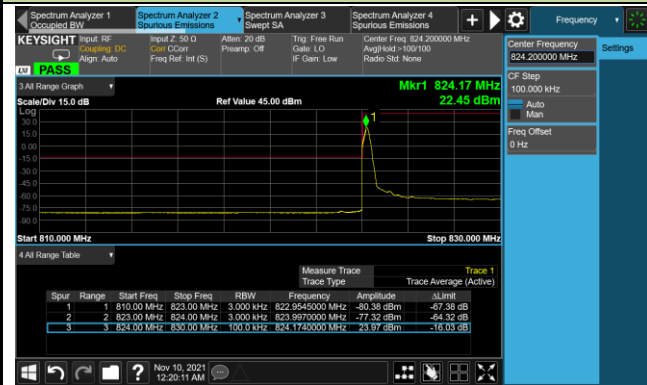 Spectrum Analyzer 1
Occupied BW
Spectrum Analyzer 2
Spurious Emissions
Spectrum Analyzer 3
Swept SA
Spectrum Analyzer 4
Spurious Emissions
+
Frequency
KEYSIGHT
Input: RF
Coupling: DC
Align: Auto
Input Z: 50 Ω
Corr CCorr
Freq Ref: Int (S)
Atten: 20 dB
Preamp: Off
Trig: Free Run
Gate: LO
IF Gain: Low
Center Freq: 824.200000 MHz
Avg|Hold:>100/100
Radio Std: None
LXI PASS
Center Frequency
824.200000 MHz
Settings
CF Step
100.000 kHz
Auto
Man
Freq Offset
0 Hz
3 All Range Graph
Mkr1 824.17 MHz
Scale/Div 15.0 dB
Ref Value 45.00 dBm
22.45 dBm
Log
30.0
15.0
0.00
-15.0
-30.0
-45.0
-60.0
-75.0
-90.0
1
Start 810.000 MHz
Stop 830.000 MHz
4 All Range Table
Measure Trace Trace 1
Trace Type Trace Average (Active)
Spur Range Start Freq Stop Freq RBW Frequency Amplitude ΔLimit
1 1 810.00 MHz 823.00 MHz 3.000 kHz 822.9545000 MHz -80.38 dBm -67.38 dB
2 2 823.00 MHz 824.00 MHz 3.000 kHz 823.9970000 MHz -77.32 dBm -64.32 dB
3 3 824.00 MHz 830.00 MHz 100.0 kHz 824.1740000 MHz 23.97 dBm -16.03 dB
?
Nov 10, 2021
12:20:11 AM